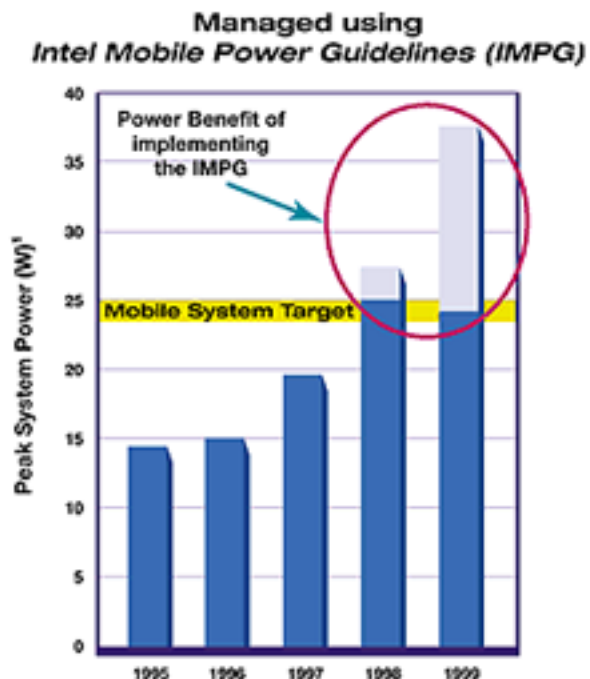 Managed using
Intel Mobile Power Guidelines (IMPG)
40
Power Benefit of
implementing
the IMPG
35
30
25
Mobile System Target
20
15
10
5
0
Peak System Power (W)¹
1995 1996 1997 1998 1999